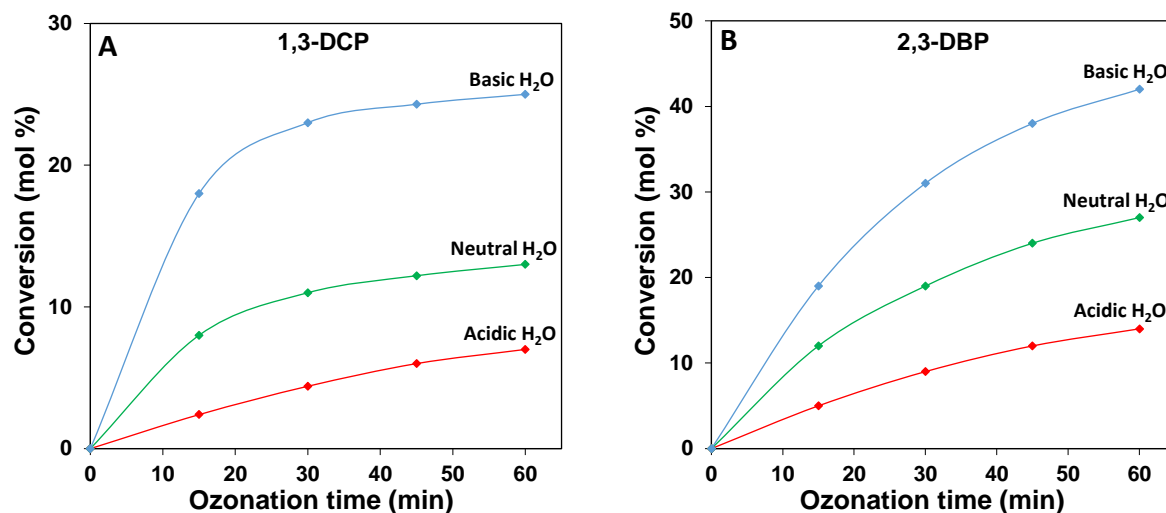 A
1,3-DCP
Conversion (mol %)
30
20
10
0
Basic H₂O
Neutral H₂O
Acidic H₂O
0 10 20 30 40 50 60
Ozonation time (min)
B
2,3-DBP
Conversion (mol %)
50
40
30
20
10
0
Basic H₂O
Neutral H₂O
Acidic H₂O
0 10 20 30 40 50 60
Ozonation time (min)